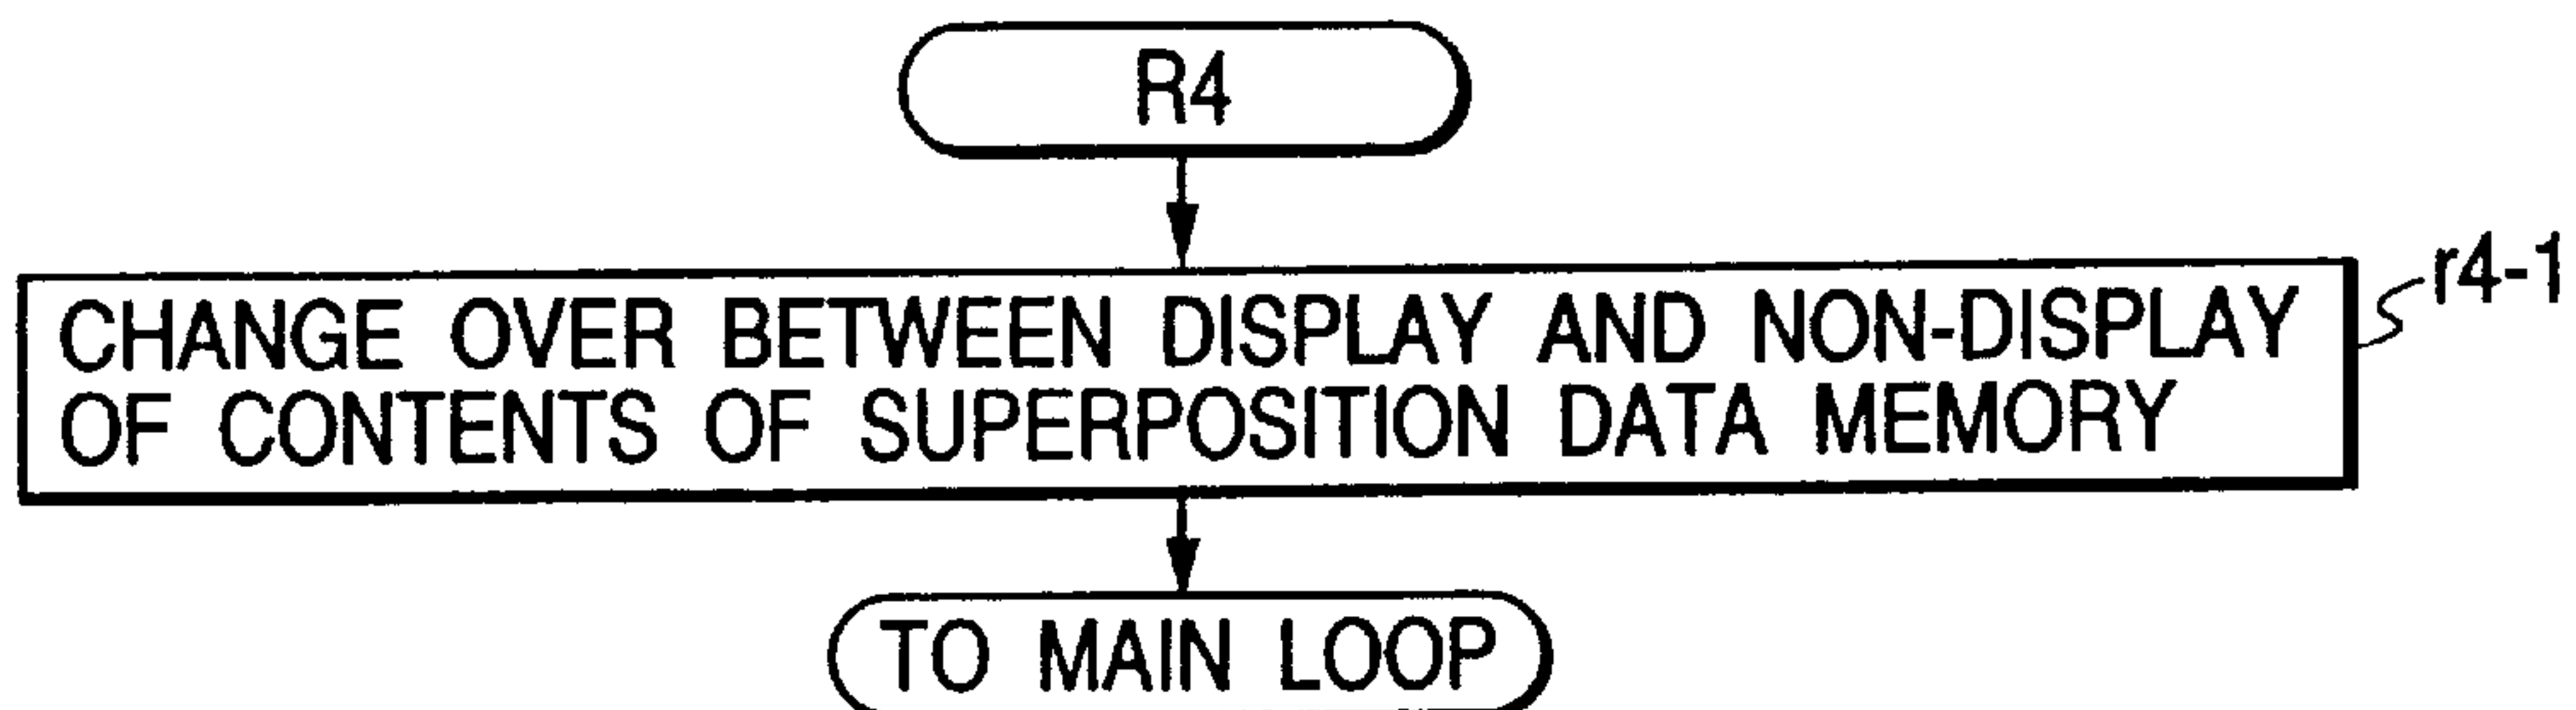 R4
r4-1
CHANGE OVER BETWEEN DISPLAY AND NON-DISPLAY
OF CONTENTS OF SUPERPOSITION DATA MEMORY
TO MAIN LOOP